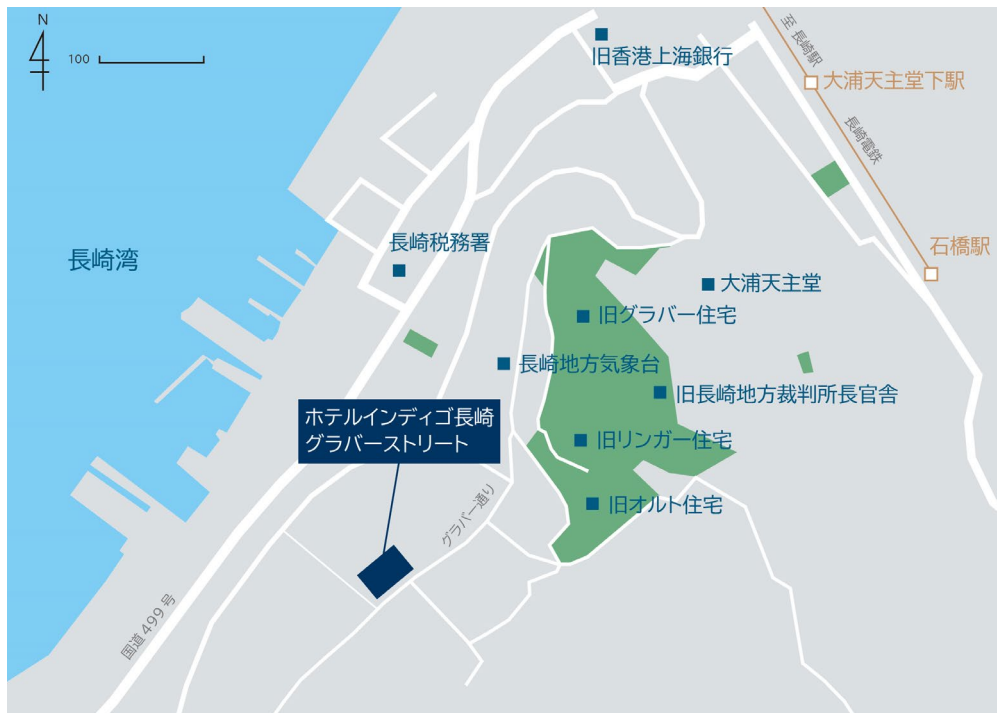 N
100
旧香港上海銀行
至 長崎駅
大浦天主堂下駅
長崎電鉄
石橋駅
長崎湾
長崎税務署
大浦天主堂
旧グラバー住宅
長崎地方気象台
旧長崎地方裁判所長官舎
ホテルインディゴ長崎
グラバーストリート
旧リンガー住宅
グラバー通り
旧オルト住宅
国道499号